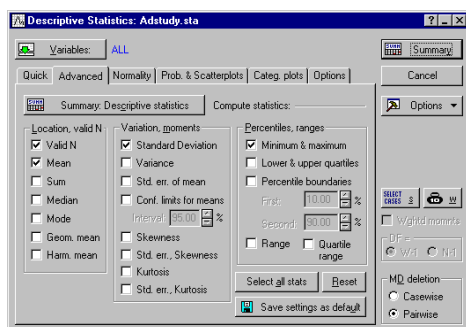 Descriptive Statistics: Adstudy.sta
Variables: ALL
Summary
Quick Advanced Normality Prob. & Scatterplots Categ. plots Options
Cancel
Summary: Descriptive statistics Compute statistics:
Options
Location, valid N
Valid N
Mean
Sum
Median
Mode
Geom. mean
Harm. mean
Variation, moments
Standard Deviation
Variance
Std. err. of mean
Conf. limits for means
Interval: 95.00 %
Skewness
Std. err., Skewness
Kurtosis
Std. err., Kurtosis
Percentiles, ranges
Minimum & maximum
Lower & upper quartiles
Percentile boundaries
First: 10.00 %
Second: 90.00 %
Range
Quartile
range
Select all stats Reset
Save settings as default
SELECT
CASES S W
Wghtd momnts
DF =
W-1 N-1
MD deletion
Casewise
Pairwise